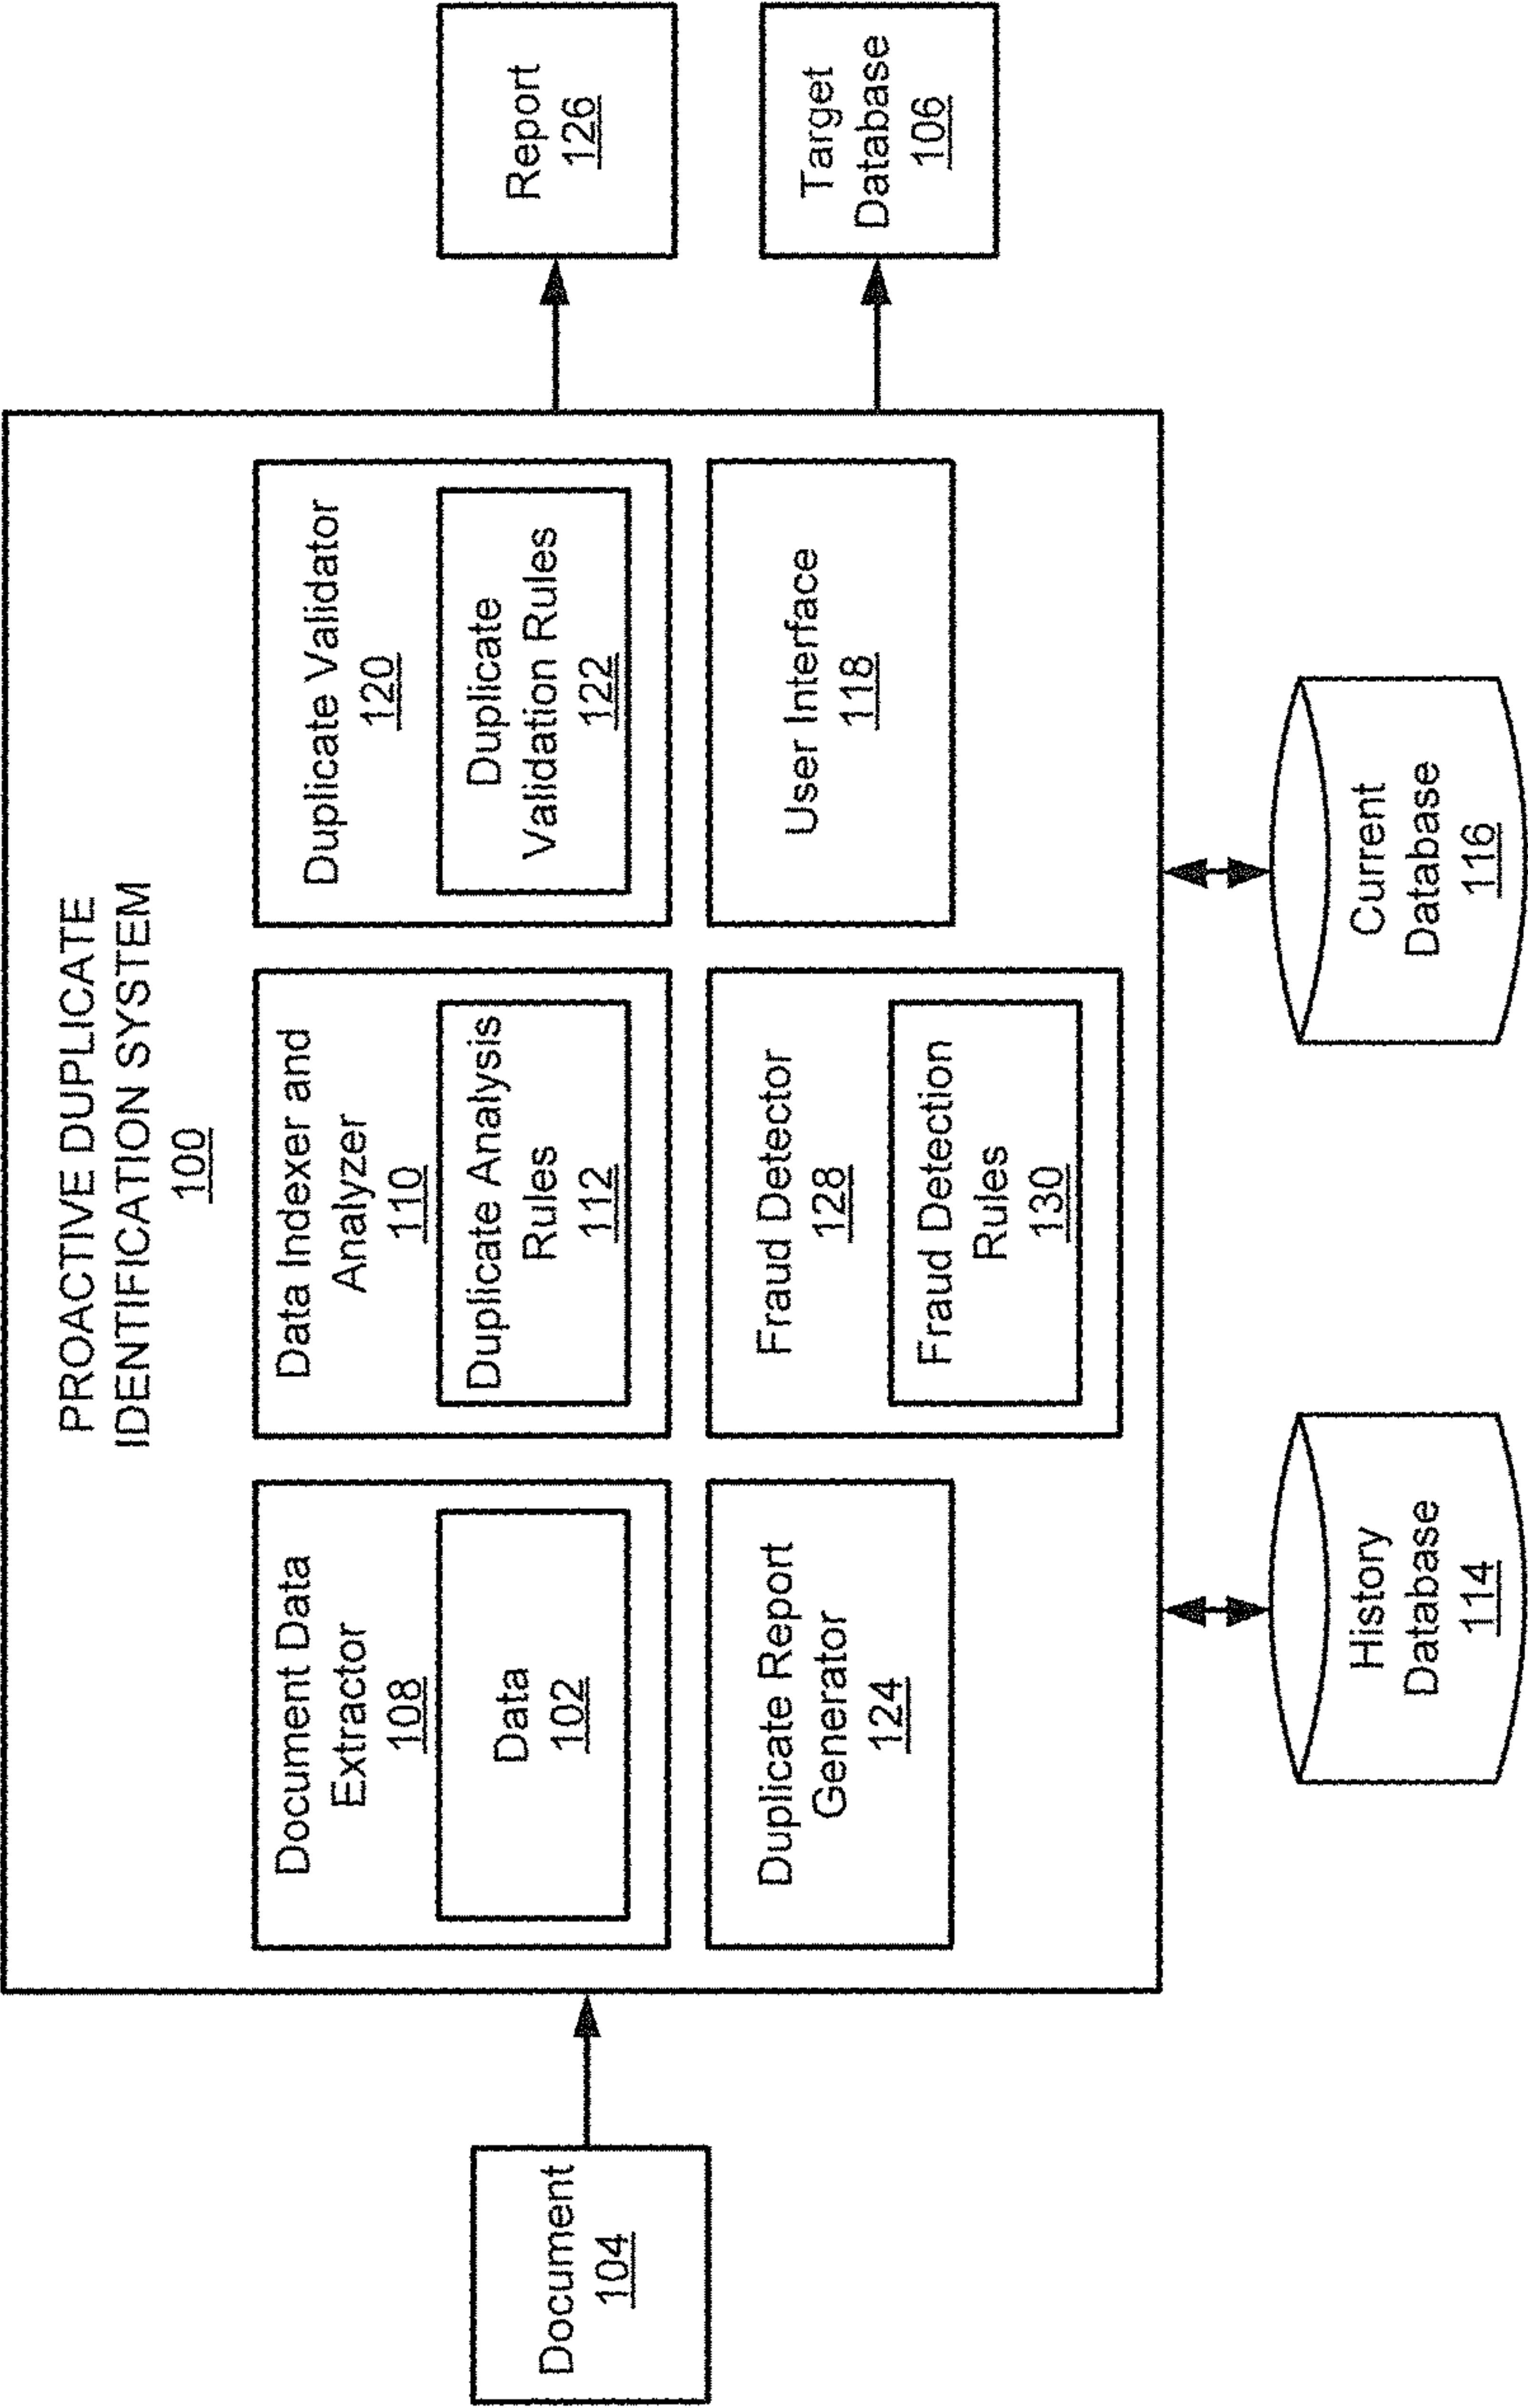 PROACTIVE DUPLICATE
IDENTIFICATION SYSTEM
100
Document
104
Document Data
Extractor
108
Data
102
Data Indexer and
Analyzer
110
Duplicate Analysis
Rules
112
Duplicate Validator
120
Duplicate
Validation Rules
122
Duplicate Report
Generator
124
Fraud Detector
128
Fraud Detection
Rules
130
User Interface
118
Report
126
Target
Database
106
History
Database
114
Current
Database
116